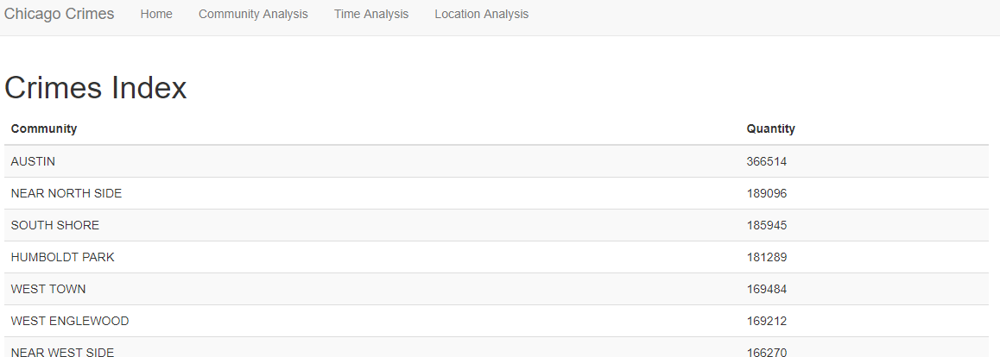 Chicago Crimes Home Community Analysis Time Analysis Location Analysis
Crimes Index
Community Quantity
AUSTIN 366514
NEAR NORTH SIDE 189096
SOUTH SHORE 185945
HUMBOLDT PARK 181289
WEST TOWN 169484
WEST ENGLEWOOD 169212
NEAR WEST SIDE 166270